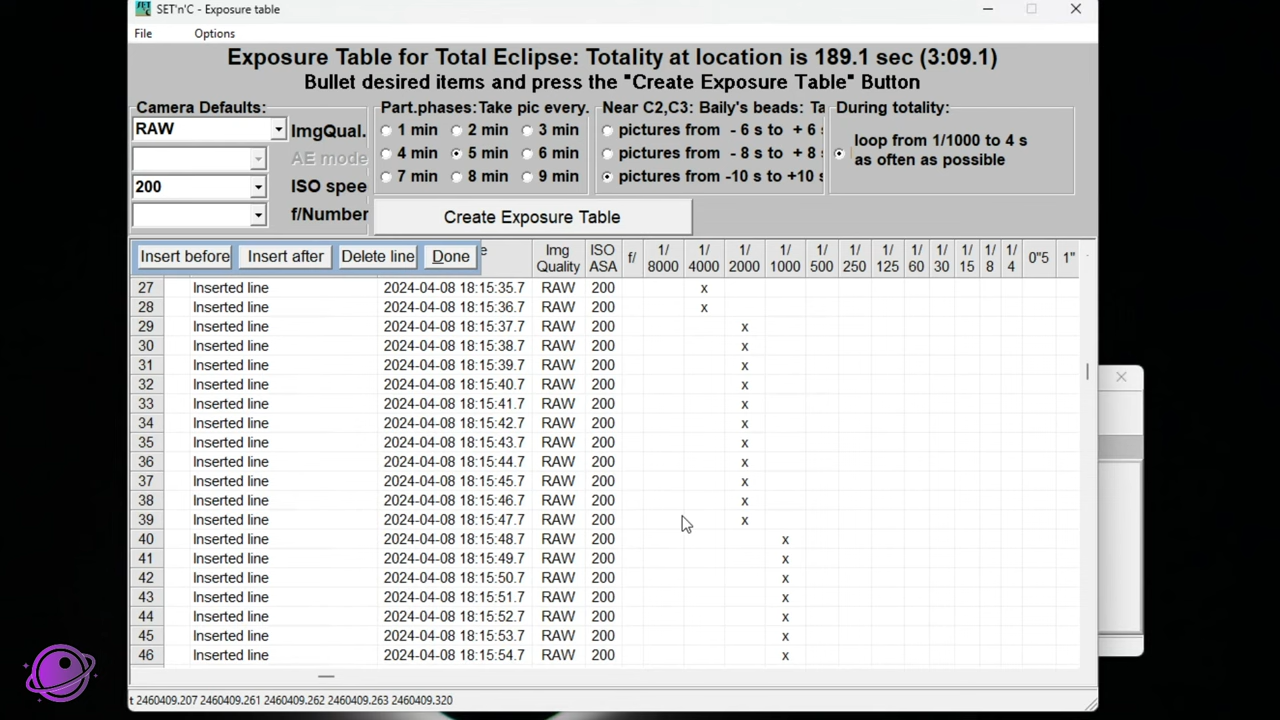 SET'n'C - Exposure table
File Options
Exposure Table for Total Eclipse: Totality at location is 189.1 sec (3:09.1)
Bullet desired items and press the "Create Exposure Table" Button
Camera Defaults: Part.phases:Take pic every. Near C2,C3: Baily's beads: Ta During totality:
RAW ImgQual. 1 min 2 min 3 min pictures from - 6 s to + 6 s loop from 1/1000 to 4 s
AE mode 4 min 5 min 6 min pictures from - 8 s to + 8 s as often as possible
200 ISO spee 7 min 8 min 9 min pictures from -10 s to +10 s
f/Number Create Exposure Table
Insert before Insert after Delete line Done e Img Quality ISO ASA f/ 1/8000 1/4000 1/2000 1/1000 1/500 1/250 1/125 1/60 1/30 1/15 1/8 1/4 0"5 1"
27 Inserted line 2024-04-08 18:15:35.7 RAW 200 x
28 Inserted line 2024-04-08 18:15:36.7 RAW 200 x
29 Inserted line 2024-04-08 18:15:37.7 RAW 200 x
30 Inserted line 2024-04-08 18:15:38.7 RAW 200 x
31 Inserted line 2024-04-08 18:15:39.7 RAW 200 x
32 Inserted line 2024-04-08 18:15:40.7 RAW 200 x
33 Inserted line 2024-04-08 18:15:41.7 RAW 200 x
34 Inserted line 2024-04-08 18:15:42.7 RAW 200 x
35 Inserted line 2024-04-08 18:15:43.7 RAW 200 x
36 Inserted line 2024-04-08 18:15:44.7 RAW 200 x
37 Inserted line 2024-04-08 18:15:45.7 RAW 200 x
38 Inserted line 2024-04-08 18:15:46.7 RAW 200 x
39 Inserted line 2024-04-08 18:15:47.7 RAW 200 x
40 Inserted line 2024-04-08 18:15:48.7 RAW 200 x
41 Inserted line 2024-04-08 18:15:49.7 RAW 200 x
42 Inserted line 2024-04-08 18:15:50.7 RAW 200 x
43 Inserted line 2024-04-08 18:15:51.7 RAW 200 x
44 Inserted line 2024-04-08 18:15:52.7 RAW 200 x
45 Inserted line 2024-04-08 18:15:53.7 RAW 200 x
46 Inserted line 2024-04-08 18:15:54.7 RAW 200 x
t 2460409.207 2460409.261 2460409.262 2460409.263 2460409.320